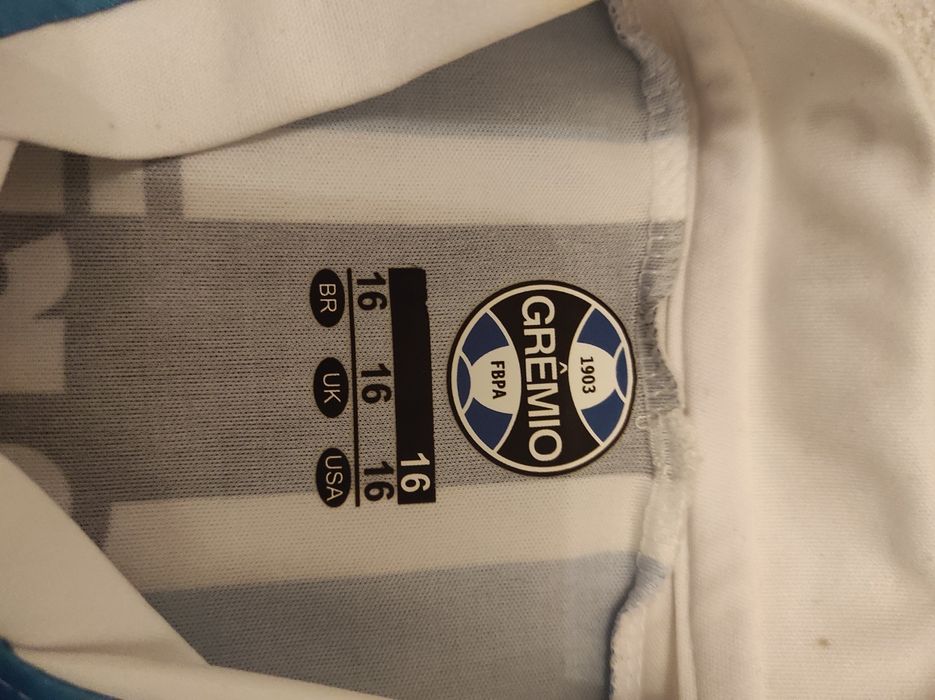 1903
GRÊMIO
FBPA
16
16 16 16
BR UK USA